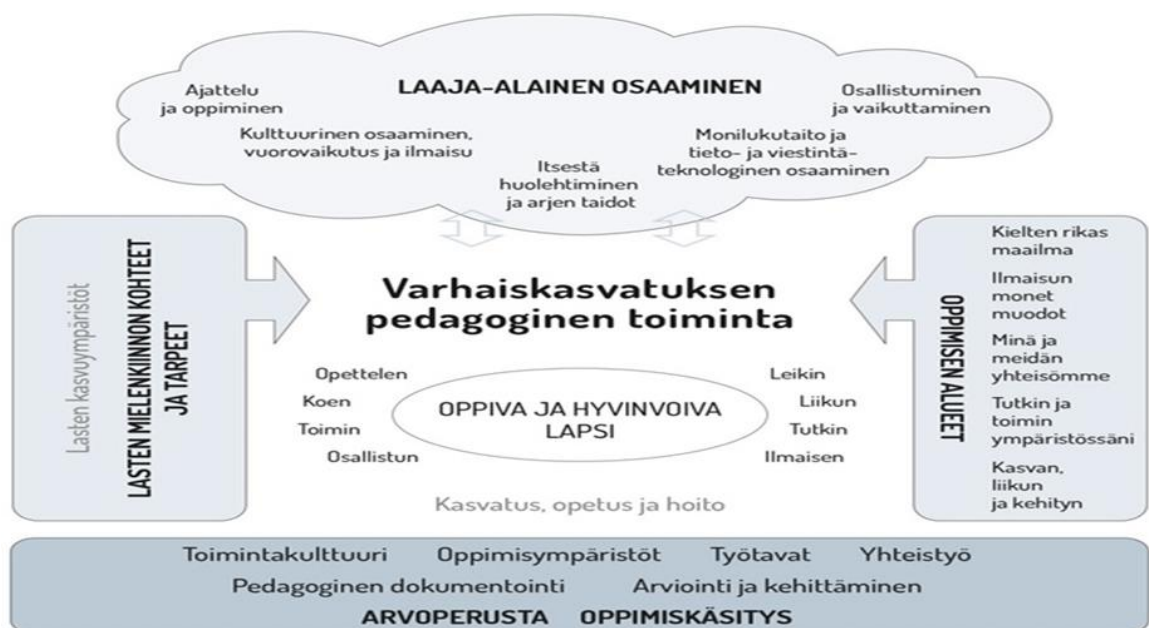 LAAJA-ALAINEN OSAAMINEN
Ajattelu
ja oppiminen
Kulttuurinen osaaminen,
vuorovaikutus ja ilmaisu
Itsestä
huolehtiminen
ja arjen taidot
Monilukutaito ja
tieto- ja viestintä-
teknologinen osaaminen
Osallistuminen
ja vaikuttaminen
Lasten kasvuympäristöt
LASTEN MIELENKIINNON KOHTEET
JA TARPEET
Varhaiskasvatuksen
pedagoginen toiminta
Opettelen
Koen
Toimin
Osallistun
OPPIVA JA HYVINVOIVA
LAPSI
Leikin
Liikun
Tutkin
Ilmaisen
Kasvatus, opetus ja hoito
OPPIMISEN ALUEET
Kielten rikas
maailma
Ilmaisun
monet
muodot
Minä ja
meidän
yhteisömme
Tutkin ja
toimin
ympäristössäni
Kasvan,
liikun
ja kehityn
Toimintakulttuuri Oppimisympäristöt Työtavat Yhteistyö
Pedagoginen dokumentointi Arviointi ja kehittäminen
ARVOPERUSTA OPPIMISKÄSITYS